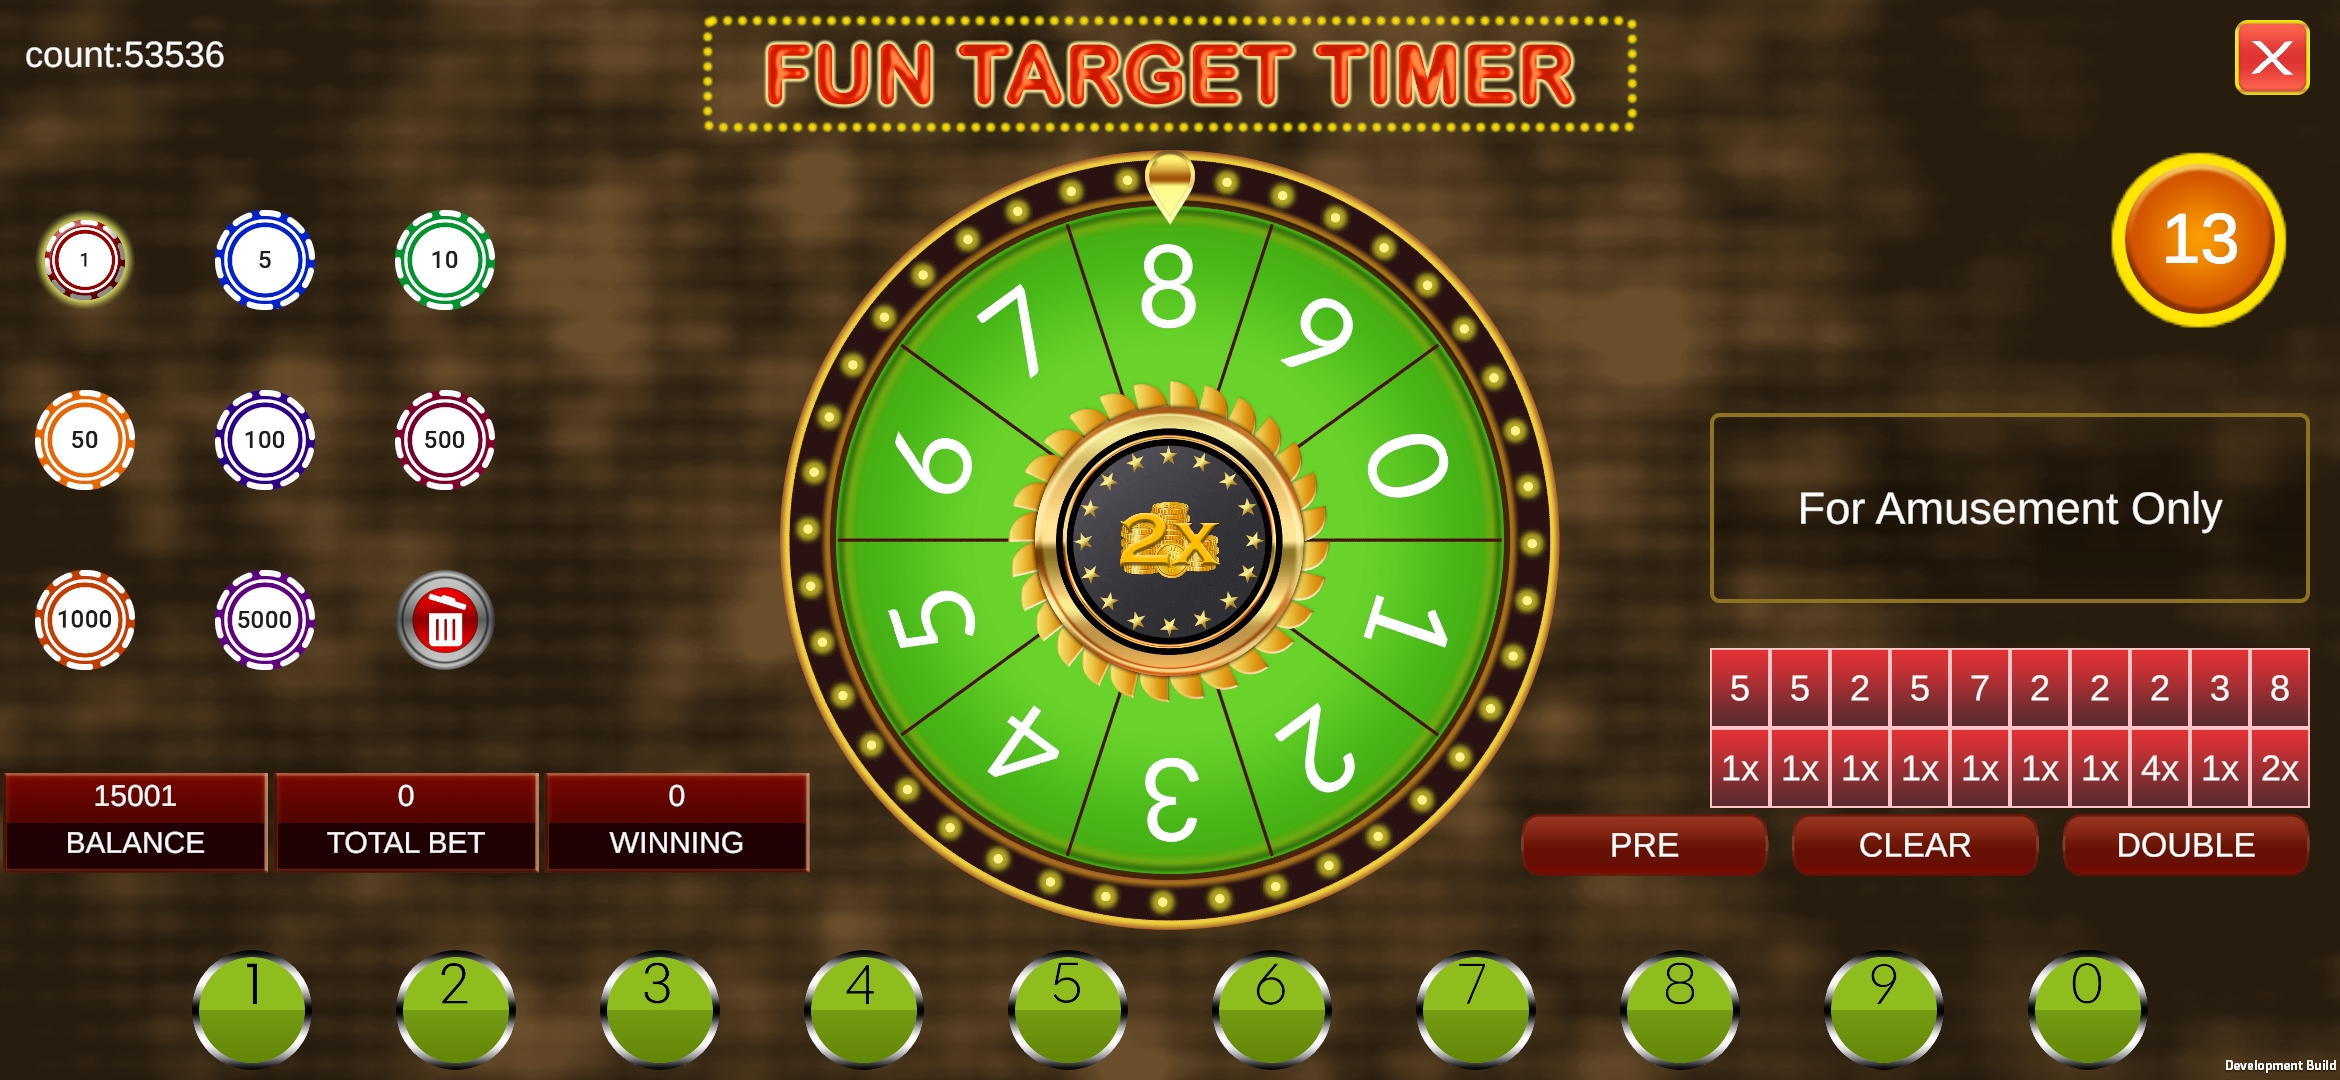 count:53536
FUN TARGET TIMER
X
13
1
5
10
50
100
500
1000
5000
8
9
0
1
2
3
4
5
6
7
2x
For Amusement Only
5 5 2 5 7 2 2 2 3 8
1x 1x 1x 1x 1x 1x 1x 4x 1x 2x
15001
BALANCE
0
TOTAL BET
0
WINNING
PRE
CLEAR
DOUBLE
1 2 3 4 5 6 7 8 9 0
Development Build